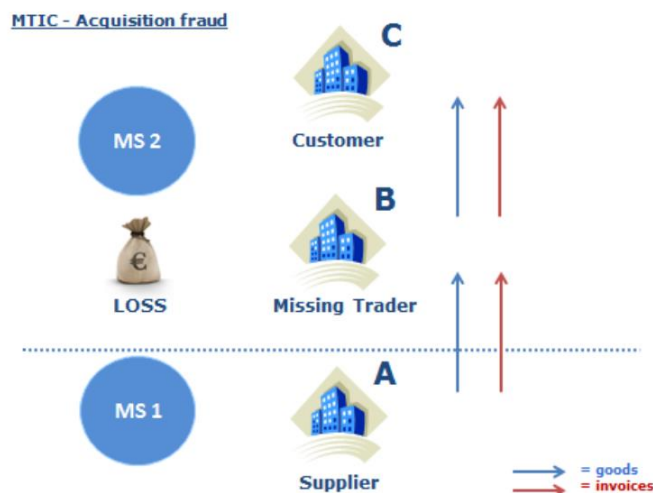 MTIC - Acquisition fraud
C
MS 2
Customer
B
€
LOSS
Missing Trader
A
MS 1
Supplier
= goods
= invoices